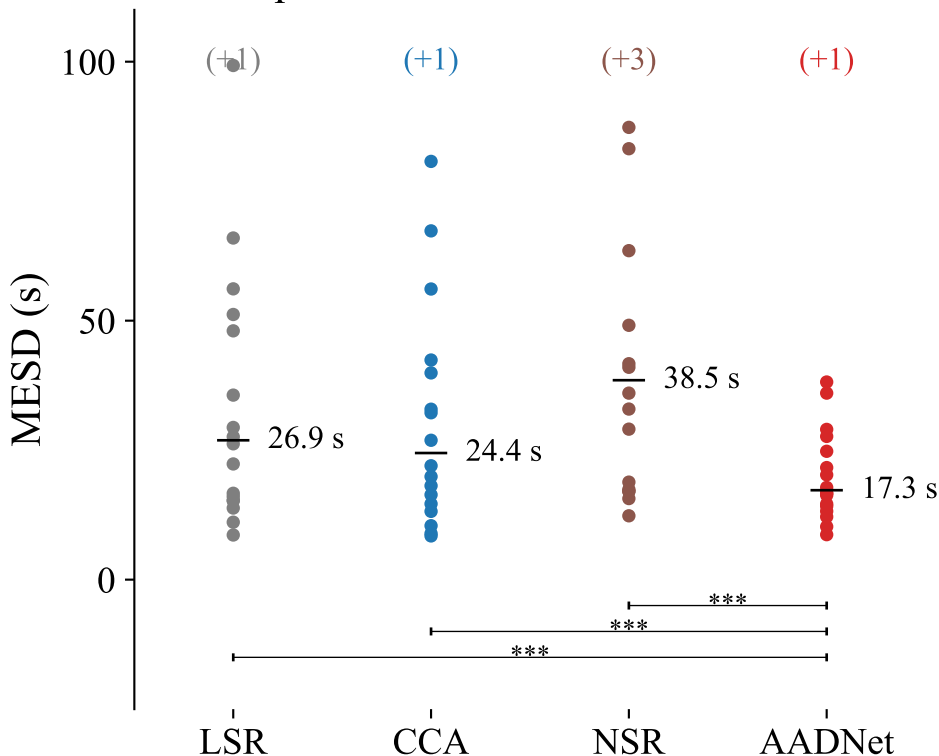 100
(+1)
(+1)
(+3)
(+1)
MESD (s)
50
38.5 s
26.9 s
24.4 s
17.3 s
0
***
***
***
LSR
CCA
NSR
AADNet